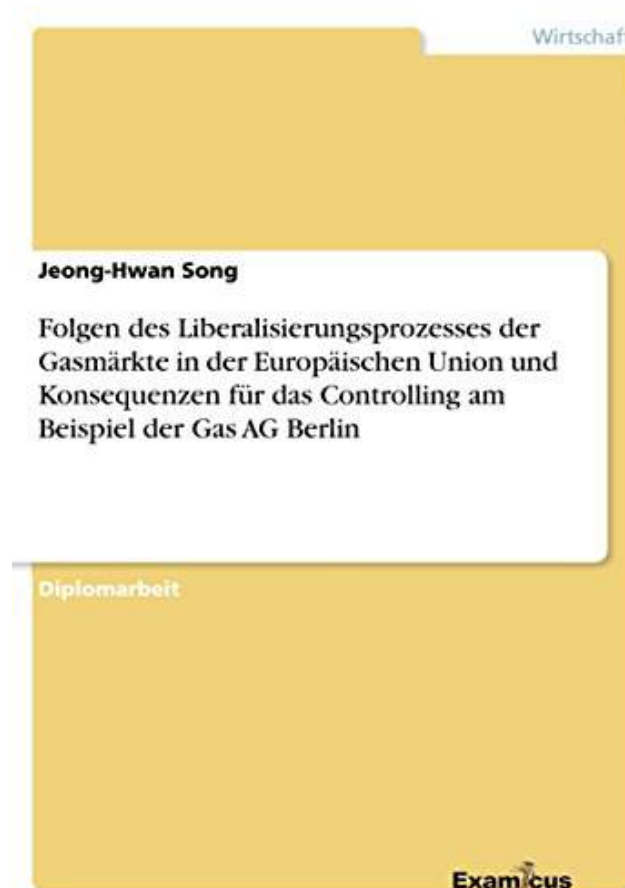 Wirtschaft
Jeong-Hwan Song
Folgen des Liberalisierungsprozesses der
Gasmärkte in der Europäischen Union und
Konsequenzen für das Controlling am
Beispiel der Gas AG Berlin
Diplomarbeit
Examicus